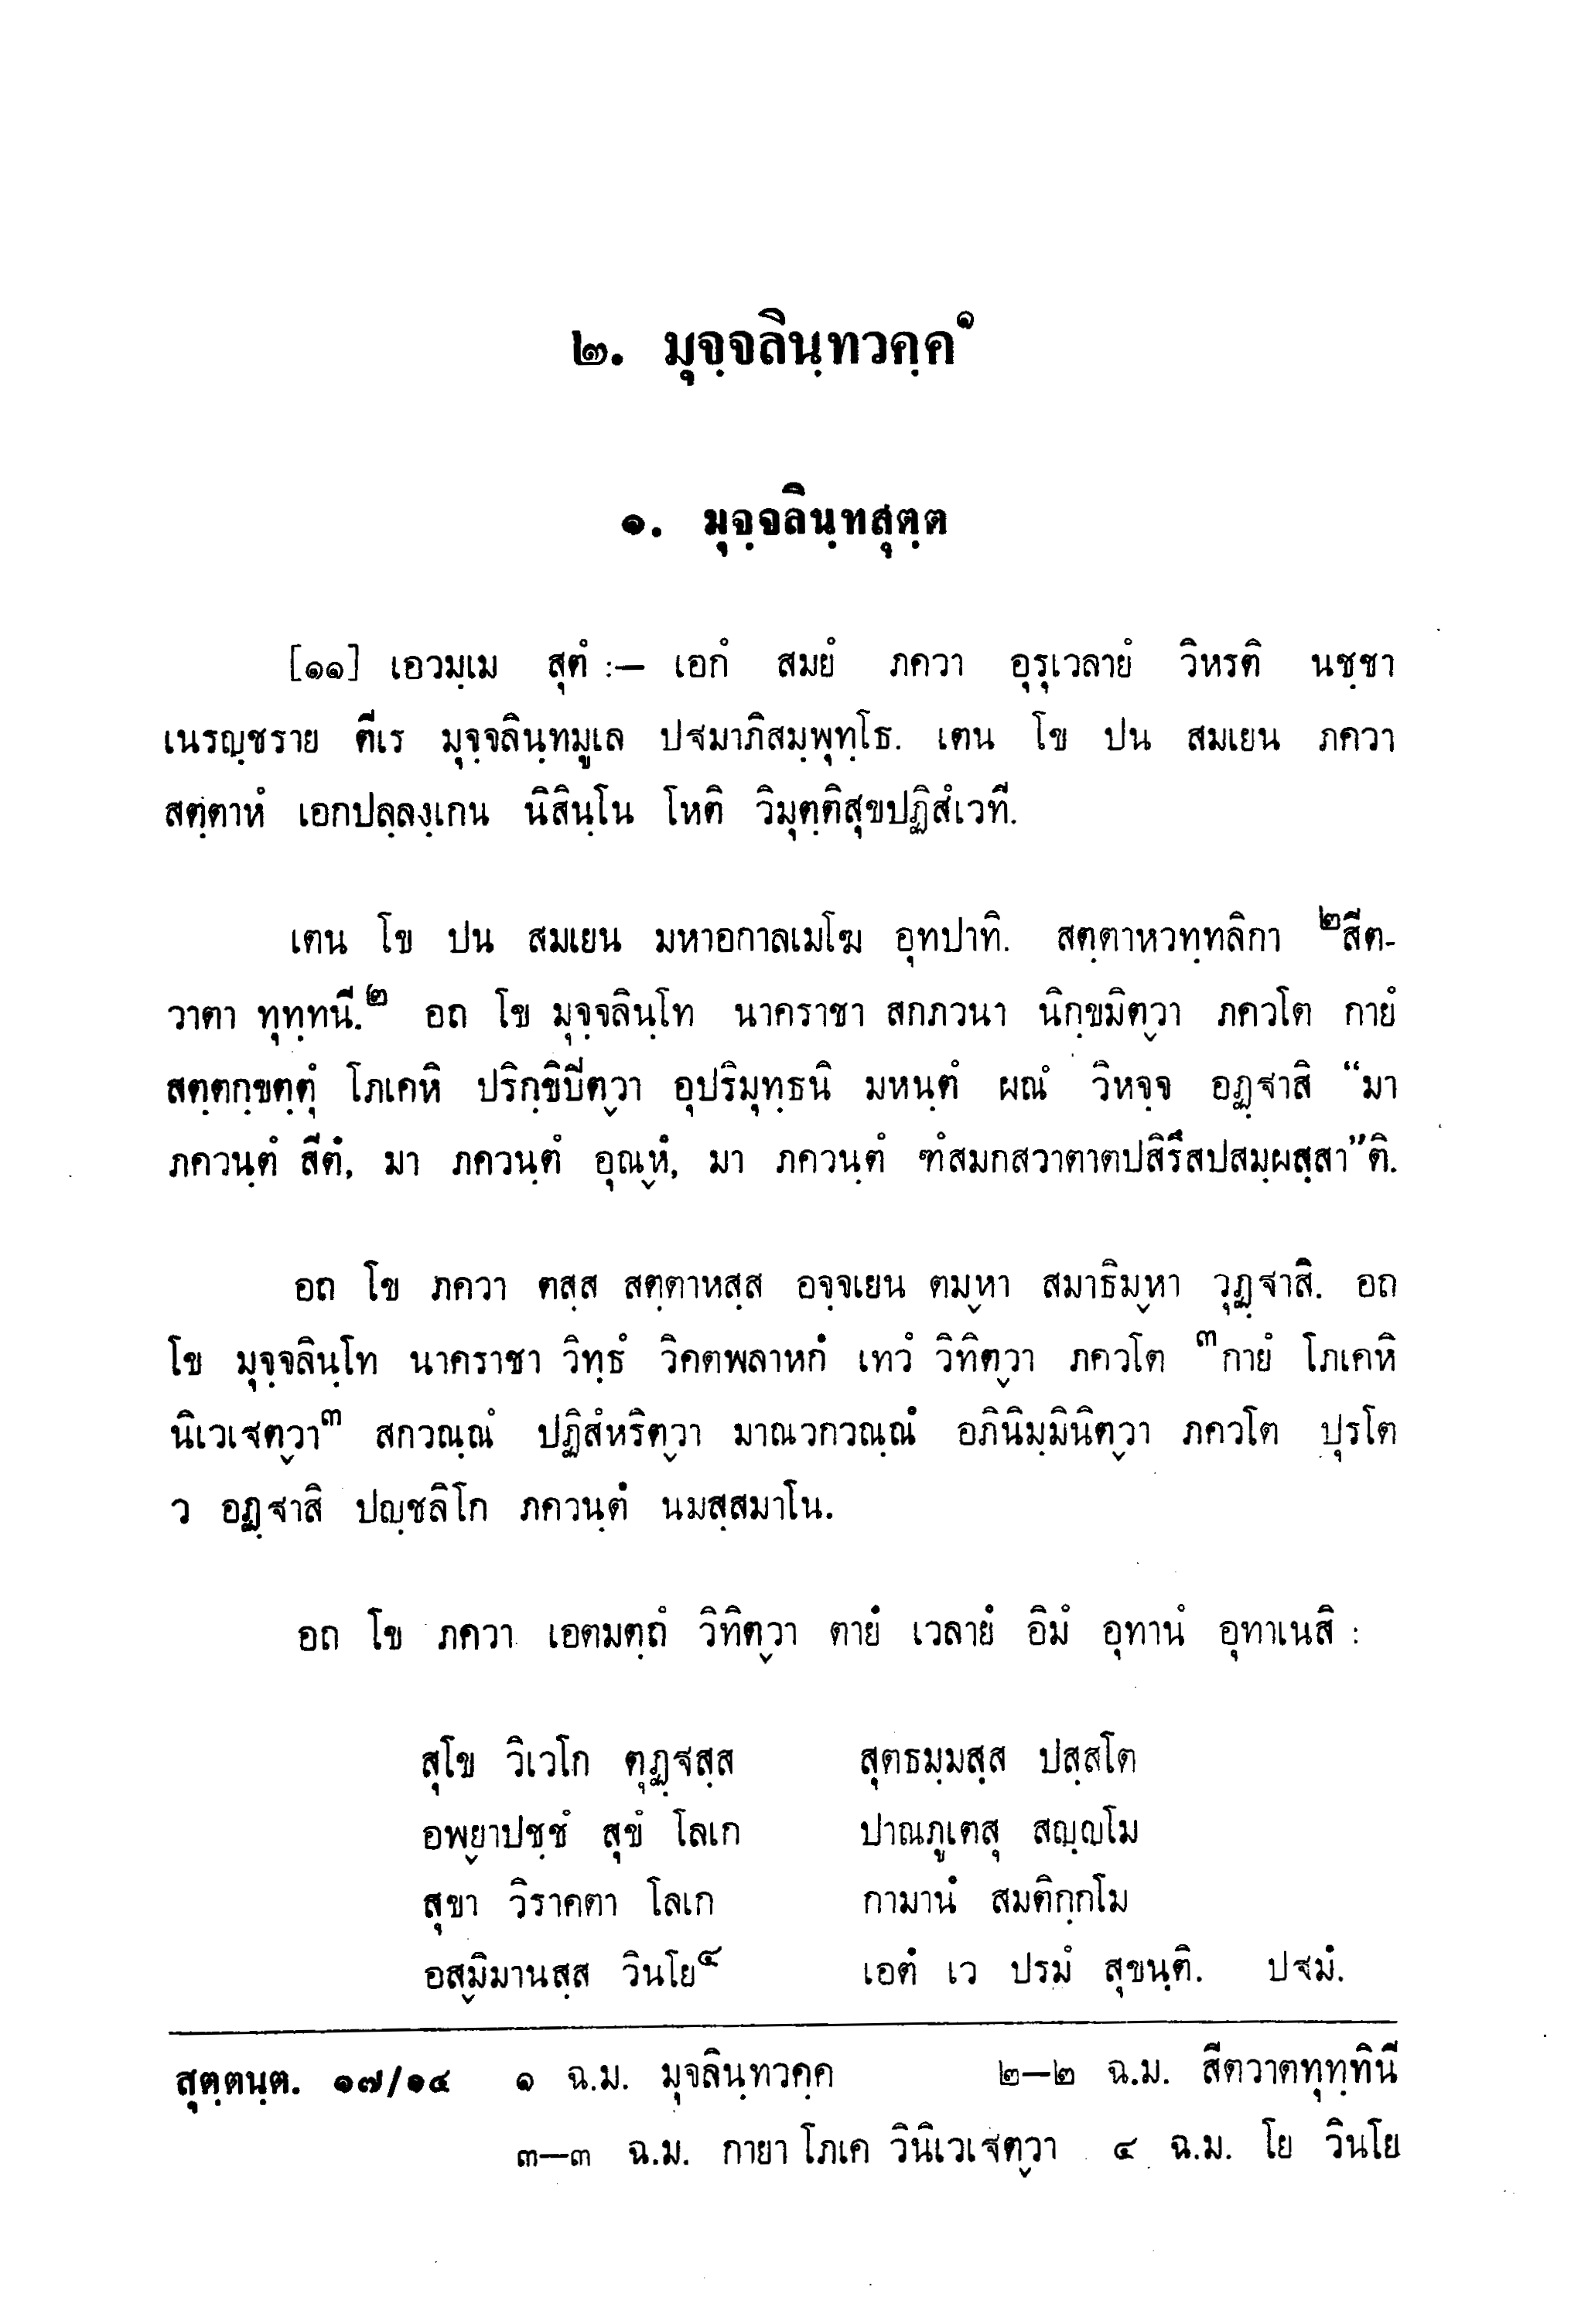 ๒. มุจฺจลินฺทวคฺค๑
๑. มุจฺจลินฺทสุตฺต
[๑๑] เอวมฺเม สุตํ :— เอกํ สมยํ ภควา อุรุเวลายํ วิหรติ นชฺชา
เนรญฺชราย ตีเร มุจฺจลินฺทมูเล ปฐมาภิสมฺพุทฺโธ. เตน โข ปน สมเยน ภควา
สตฺตาหํ เอกปลฺลงฺเกน นิสินฺโน โหติ วิมุตฺติสุขปฏิสํเวที.
เตน โข ปน สมเยน มหาอกาลเมโฆ อุทปาทิ. สตฺตาหวทฺทลิกา ๒สีต-
วาตา ทุทฺทนี.๒ อถ โข มุจฺจลินฺโท นาคราชา สกภวนา นิกฺขมิตฺวา ภควโต กายํ
สตฺตกฺขตฺตุํ โภเคหิ ปริกฺขิปีตฺวา อุปริมุทฺธนิ มหนฺตํ ผณํ วิหจฺจ อฏฺฐาสิ “มา
ภควนฺตํ สีตํ, มา ภควนฺตํ อุณฺหํ, มา ภควนฺตํ ฑํสมกสวาตาตปสิรึสปสมฺผสฺสา”ติ.
อถ โข ภควา ตสฺส สตฺตาหสฺส อจฺจเยน ตมฺหา สมาธิมฺหา วุฏฺฐาสิ. อถ
โข มุจฺจลินฺโท นาคราชา วิทฺธํ วิคตพลาหกํ เทวํ วิทิตฺวา ภควโต ๓กายํ โภเคหิ
นิเวเฐตฺวา๓ สกวณฺณํ ปฏิสํหริตฺวา มาณวกวณฺณํ อภินิมฺมินิตฺวา ภควโต ปุรโต
ว อฏฺฐาสิ ปญฺชลิโก ภควนฺตํ นมสฺสมาโน.
อถ โข ภควา เอตมตฺถํ วิทิตฺวา ตายํ เวลายํ อิมํ อุทานํ อุทาเนสิ :
สุโข วิเวโก ตุฏฺฐสฺส สุตธมฺมสฺส ปสฺสโต
อพฺยาปชฺชํ สุขํ โลเก ปาณภูเตสุ สญฺญโม
สุขา วิราคตา โลเก กามานํ สมติกฺกโม
อสฺมิมานสฺส วินโย๔ เอตํ เว ปรมํ สุขนฺติ. ปฐมํ.
สุตฺตนฺต. ๑๗/๑๔ ๑ ฉ.ม. มุจลินฺทวคฺค ๒—๒ ฉ.ม. สีตวาตทุทฺทินี
๓—๓ ฉ.ม. กายา โภเค วินิเวเฐตฺวา ๔ ฉ.ม. โย วินโย